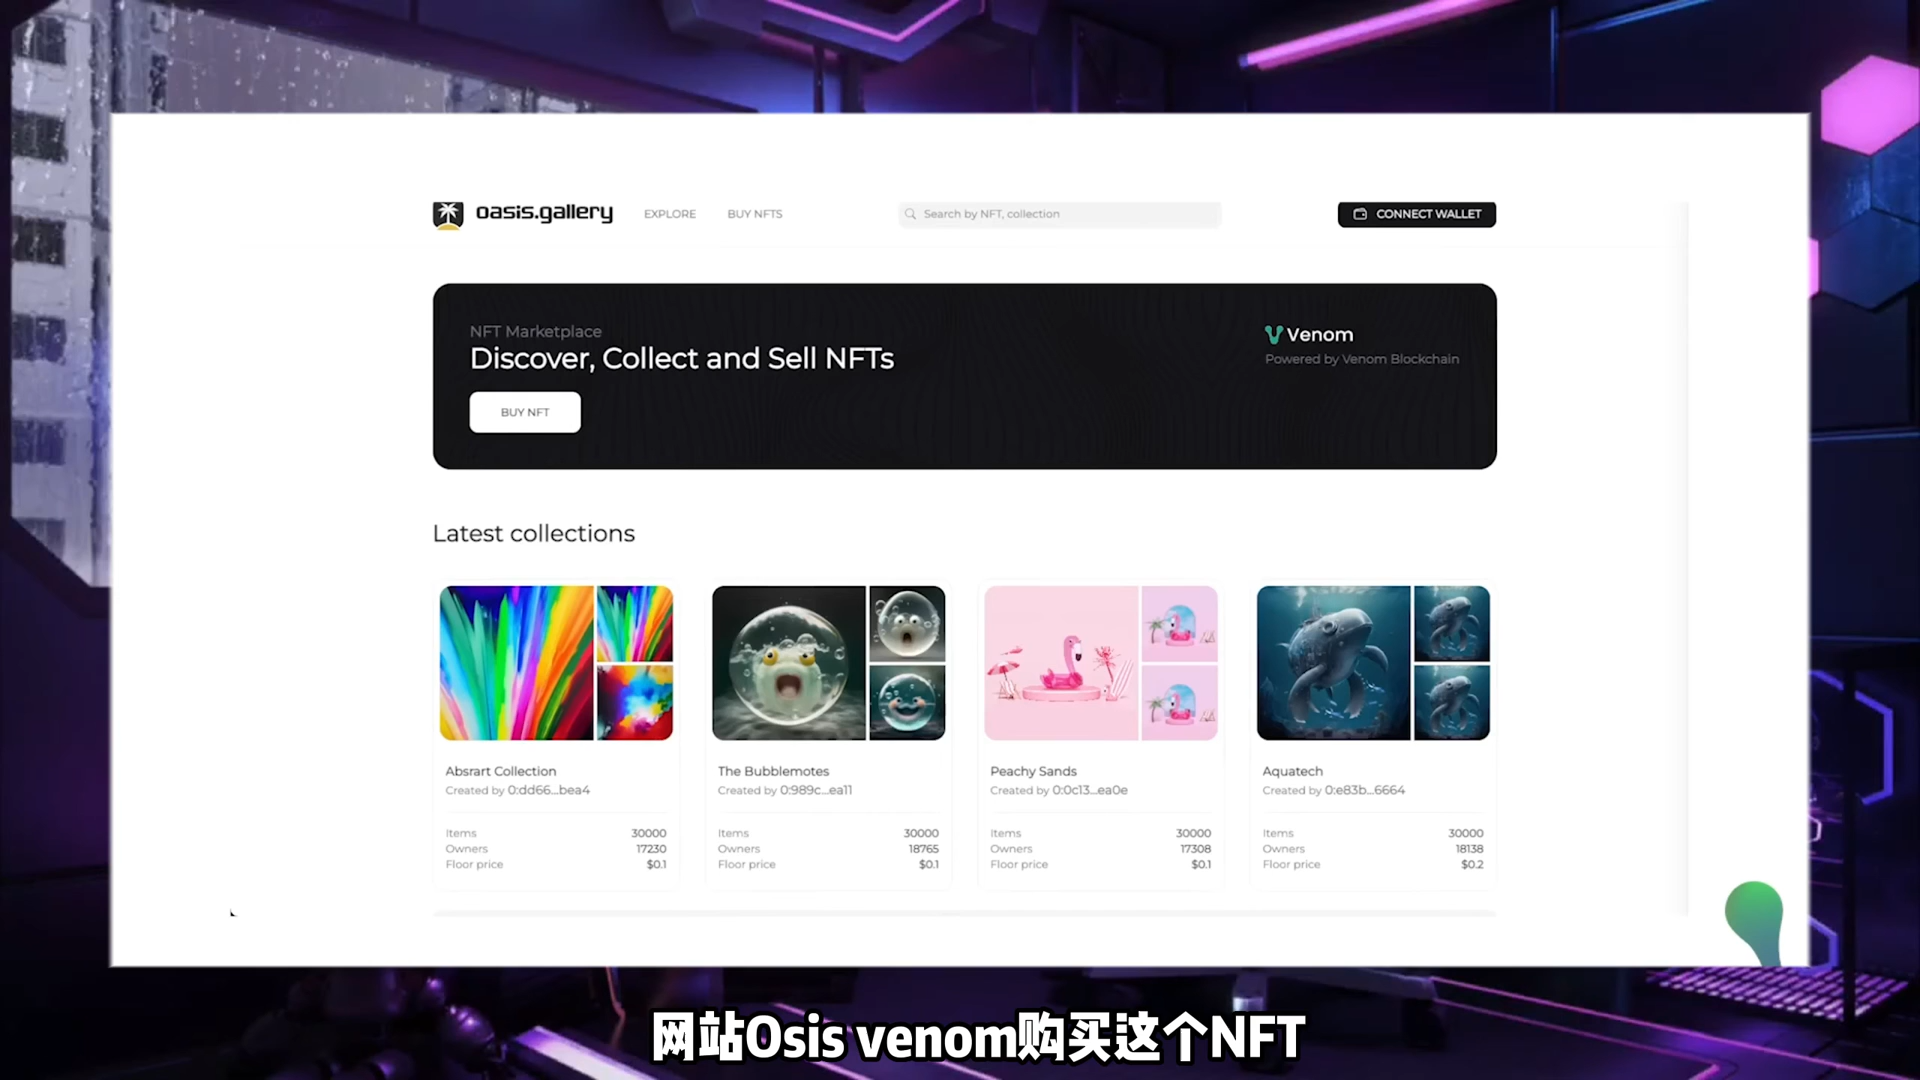 oasis.gallery
EXPLORE
BUY NFTS
Search by NFT, collection
CONNECT WALLET
NFT Marketplace
Discover, Collect and Sell NFTs
BUY NFT
Venom
Powered by Venom Blockchain
Latest collections
Absrart Collection
Created by 0:dd66...bea4
Items 30000
Owners 17230
Floor price $0.1
The Bubblemotes
Created by 0:989c...ea11
Items 30000
Owners 18765
Floor price $0.1
Peachy Sands
Created by 0:0c13...ea0e
Items 30000
Owners 17308
Floor price $0.1
Aquatech
Created by 0:e83b...6664
Items 30000
Owners 18138
Floor price $0.2
网站Osis venom购买这个NFT